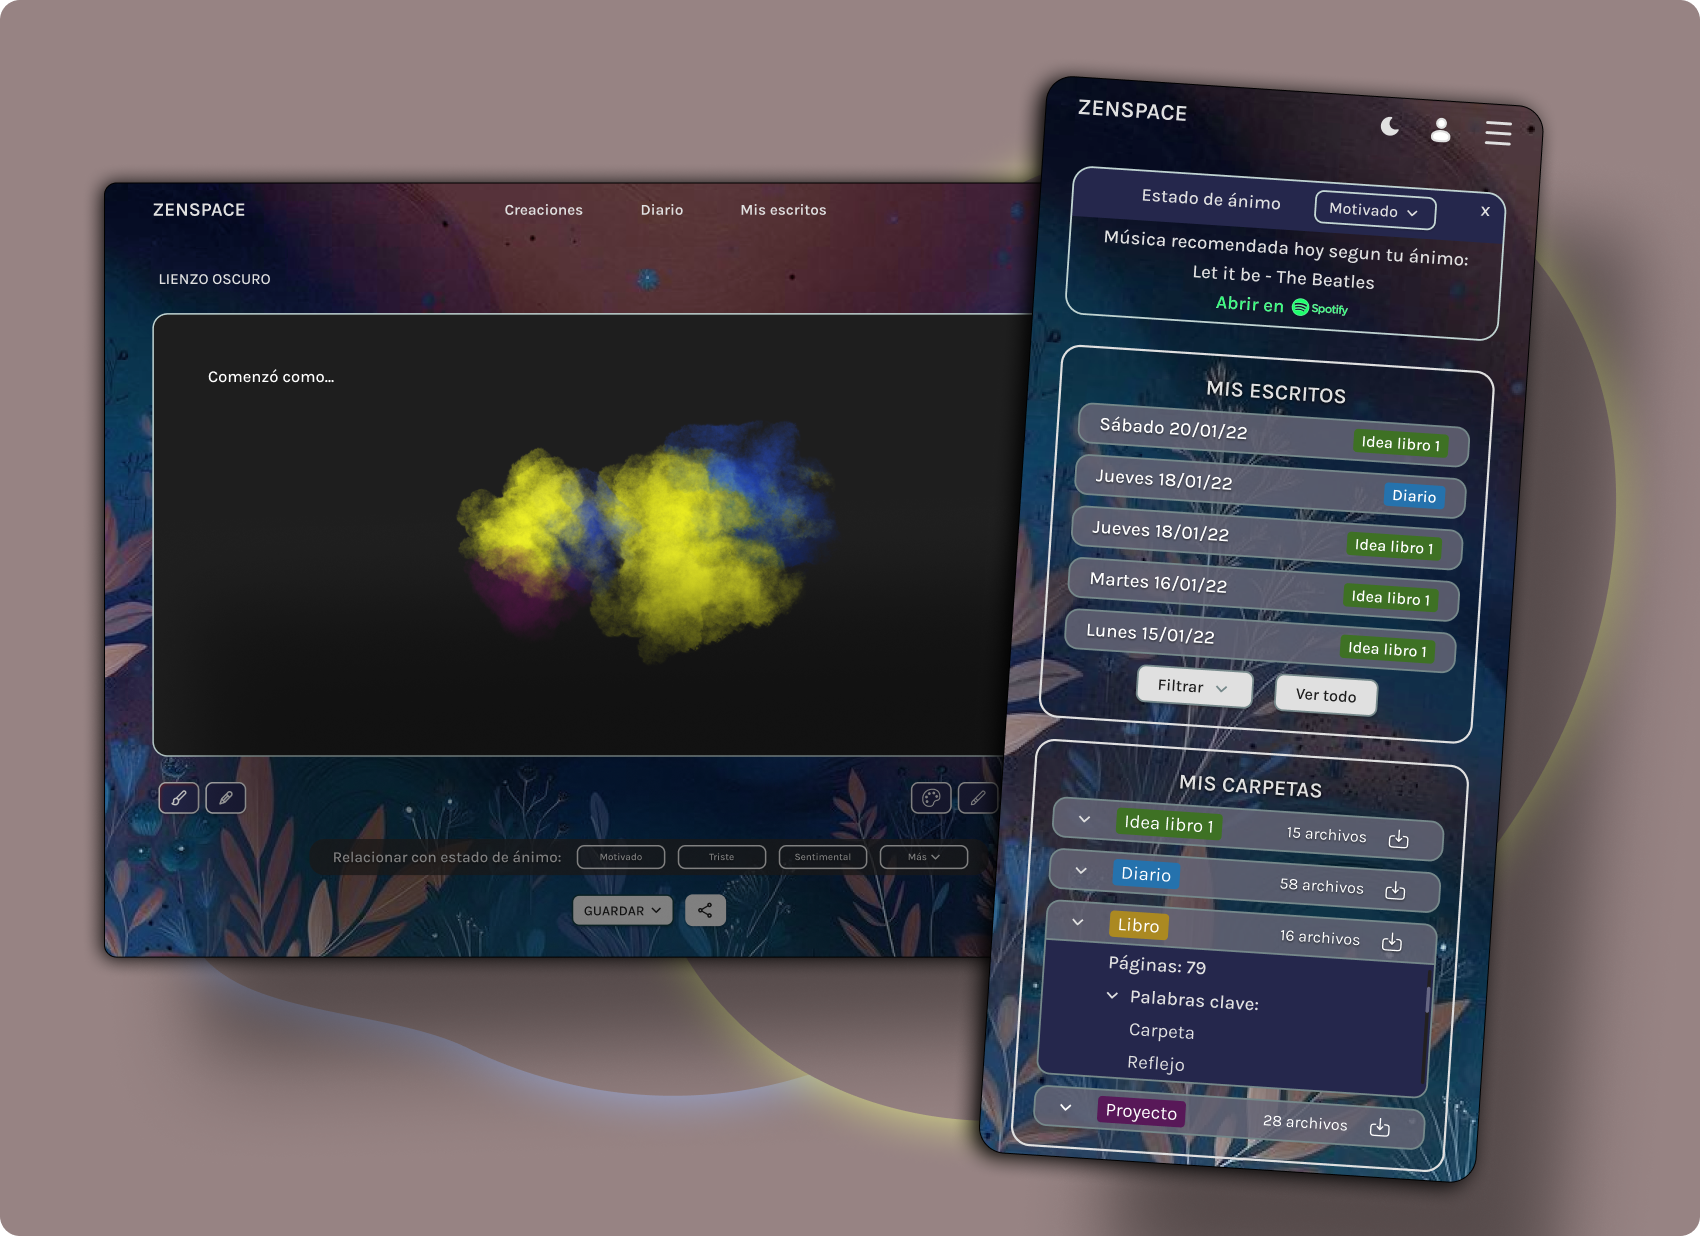 ZENSPACE
Creaciones
Diario
Mis escritos
LIENZO OSCURO
Comenzó como...
Relacionar con estado de ánimo:
Motivado
Triste
Sentimental
Más
GUARDAR
ZENSPACE
Estado de ánimo
Motivado
x
Música recomendada hoy segun tu ánimo:
Let it be - The Beatles
Abrir en Spotify
MIS ESCRITOS
Sábado 20/01/22 Idea libro 1
Jueves 18/01/22 Diario
Jueves 18/01/22 Idea libro 1
Martes 16/01/22 Idea libro 1
Lunes 15/01/22 Idea libro 1
Filtrar
Ver todo
MIS CARPETAS
Idea libro 1 15 archivos
Diario 58 archivos
Libro 16 archivos
Páginas: 79
Palabras clave:
Carpeta
Reflejo
Proyecto 28 archivos